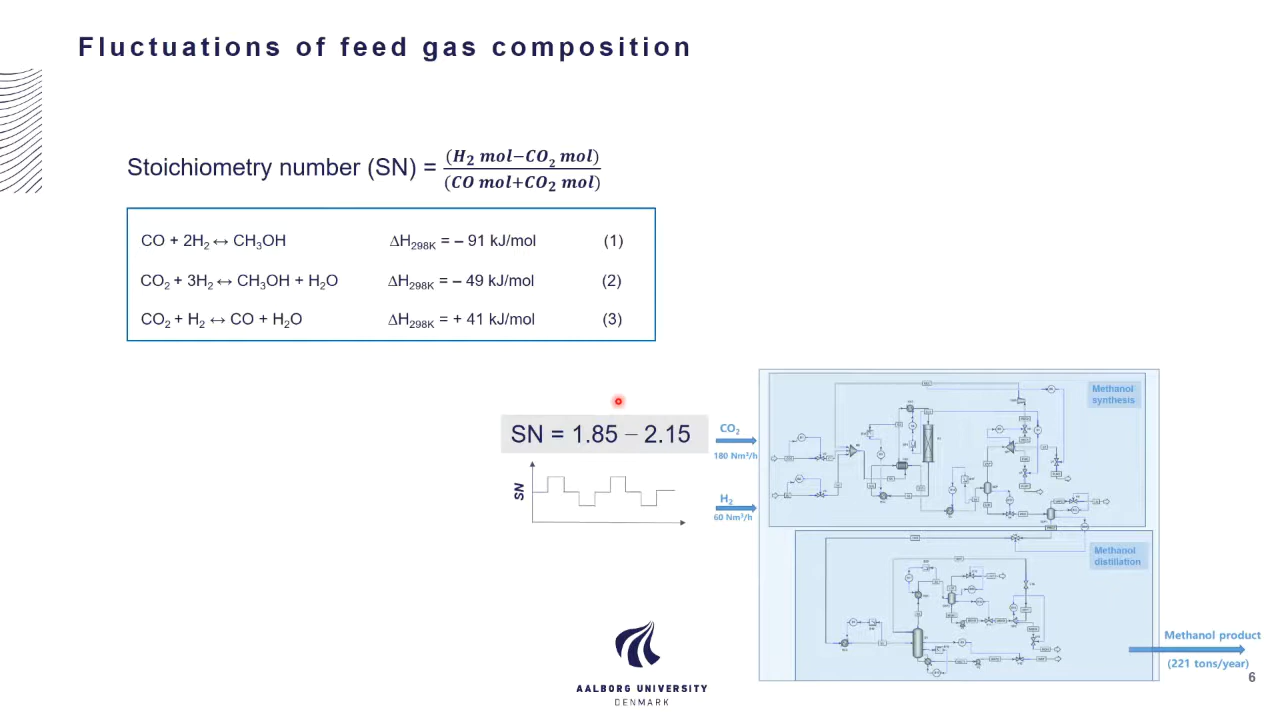 Fluctuations of feed gas composition
Stoichiometry number (SN) = (H₂ mol−CO₂ mol) / (CO mol+CO₂ mol)
CO + 2H₂ ↔ CH₃OH ΔH₂₉₈K = – 91 kJ/mol (1)
CO₂ + 3H₂ ↔ CH₃OH + H₂O ΔH₂₉₈K = – 49 kJ/mol (2)
CO₂ + H₂ ↔ CO + H₂O ΔH₂₉₈K = + 41 kJ/mol (3)
SN = 1.85 − 2.15
SN
CO₂
180 Nm³/h
H₂
60 Nm³/h
Methanol
synthesis
Methanol
distillation
Methanol product
(221 tons/year)
AALBORG UNIVERSITY
DENMARK
6